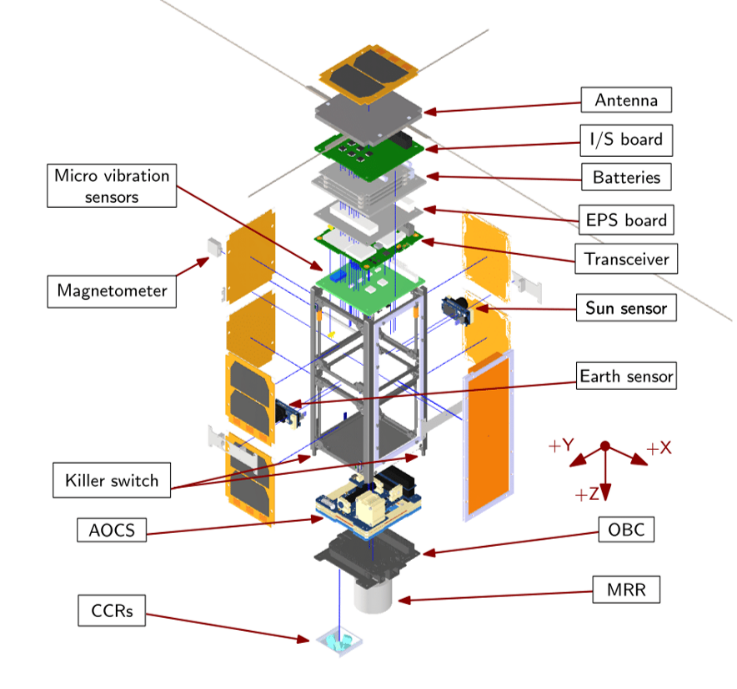 Antenna
I/S board
Micro vibration
sensors
Batteries
EPS board
Transceiver
Magnetometer
Sun sensor
Earth sensor
+Y
+X
+Z
Killer switch
AOCS
OBC
MRR
CCRs